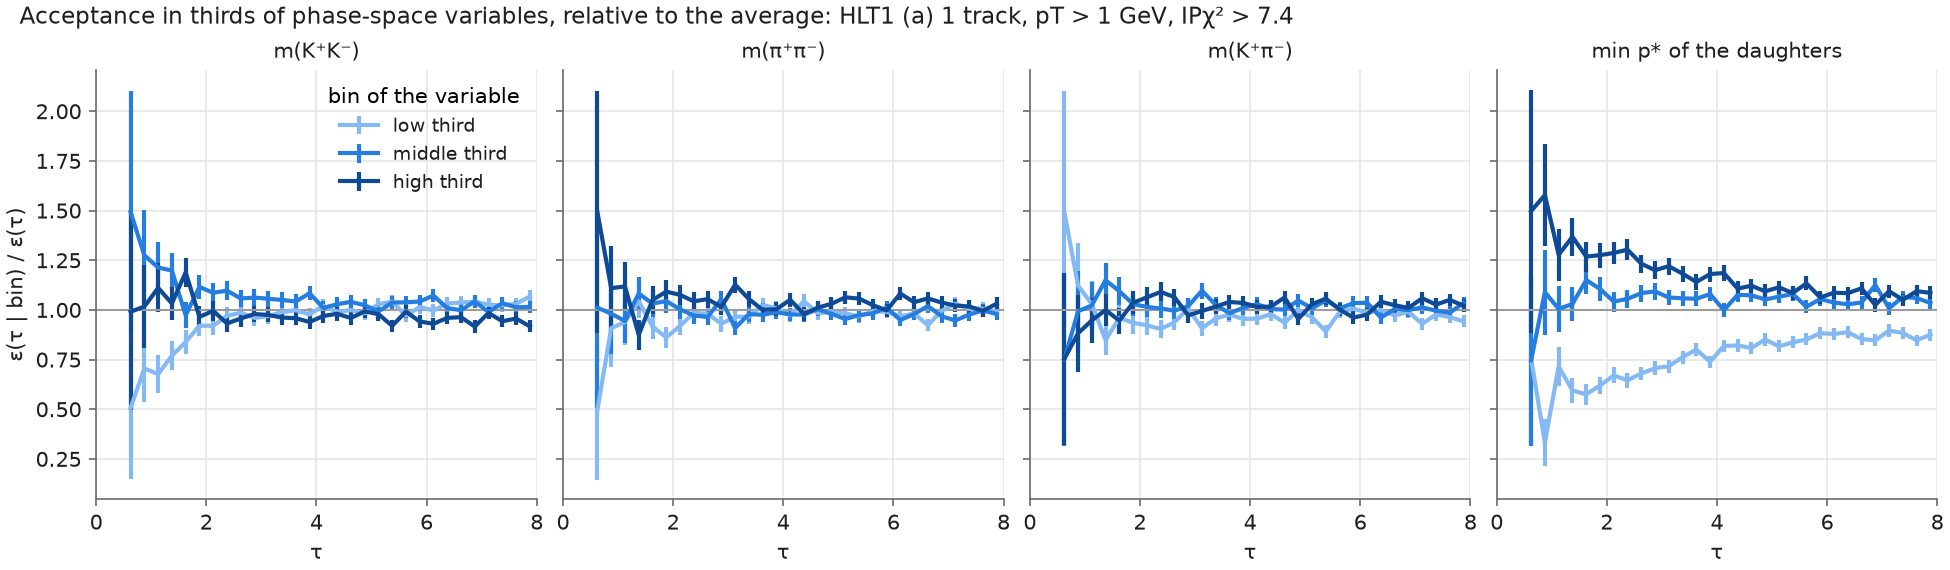 Acceptance in thirds of phase-space variables, relative to the average: HLT1 (a) 1 track, pT > 1 GeV, IPχ² > 7.4
m(K⁺K⁻)
m(π⁺π⁻)
m(K⁺π⁻)
min p* of the daughters
bin of the variable
low third
middle third
high third
ε(τ | bin) / ε(τ)
2.00
1.75
1.50
1.25
1.00
0.75
0.50
0.25
0 2 4 6 8
0 2 4 6 8
0 2 4 6 8
0 2 4 6 8
τ
τ
τ
τ